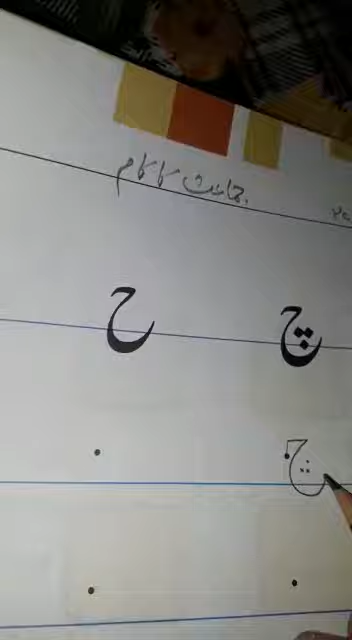 جماعت کا کام
چ ح
چ